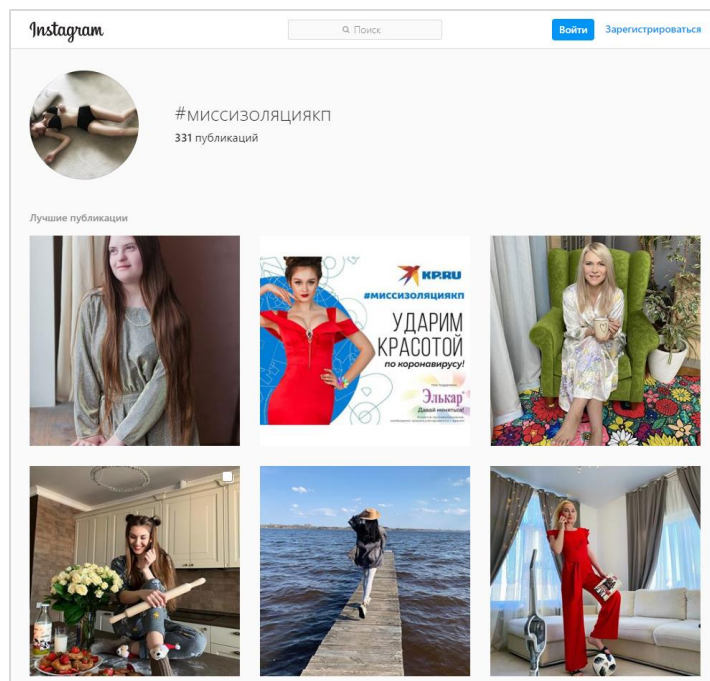 Instagram
Поиск
Войти
Зарегистрироваться
#миссизоляциякп
331 публикаций
Лучшие публикации
KP.RU
#МИССИЗОЛЯЦИЯКП
УДАРИМ
КРАСОТОЙ
по коронавирусу!
Элькар
Давай меняться!